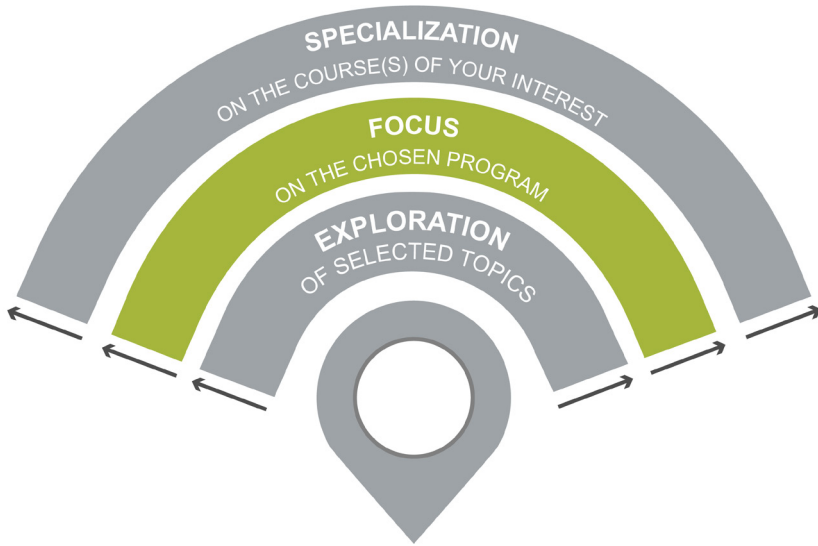 SPECIALIZATION
ON THE COURSE(S) OF YOUR INTEREST
FOCUS
ON THE CHOSEN PROGRAM
EXPLORATION
OF SELECTED TOPICS